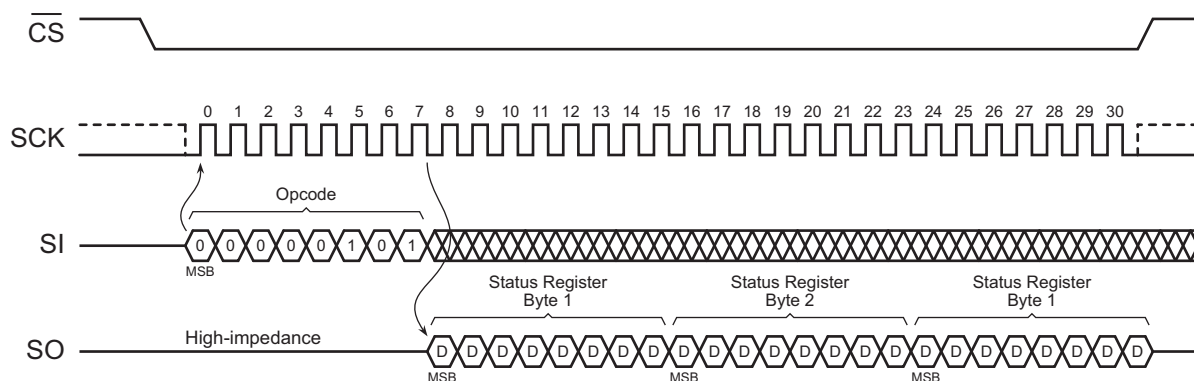 CS
0 1 2 3 4 5 6 7 8 9 10 11 12 13 14 15 16 17 18 19 20 21 22 23 24 25 26 27 28 29 30
SCK
Opcode
SI 0 0 0 0 0 1 0 1
MSB
Status Register Byte 1
Status Register Byte 2
Status Register Byte 1
High-impedance
SO D D D D D D D D D D D D D D D D D D D D D D D D
MSB MSB MSB